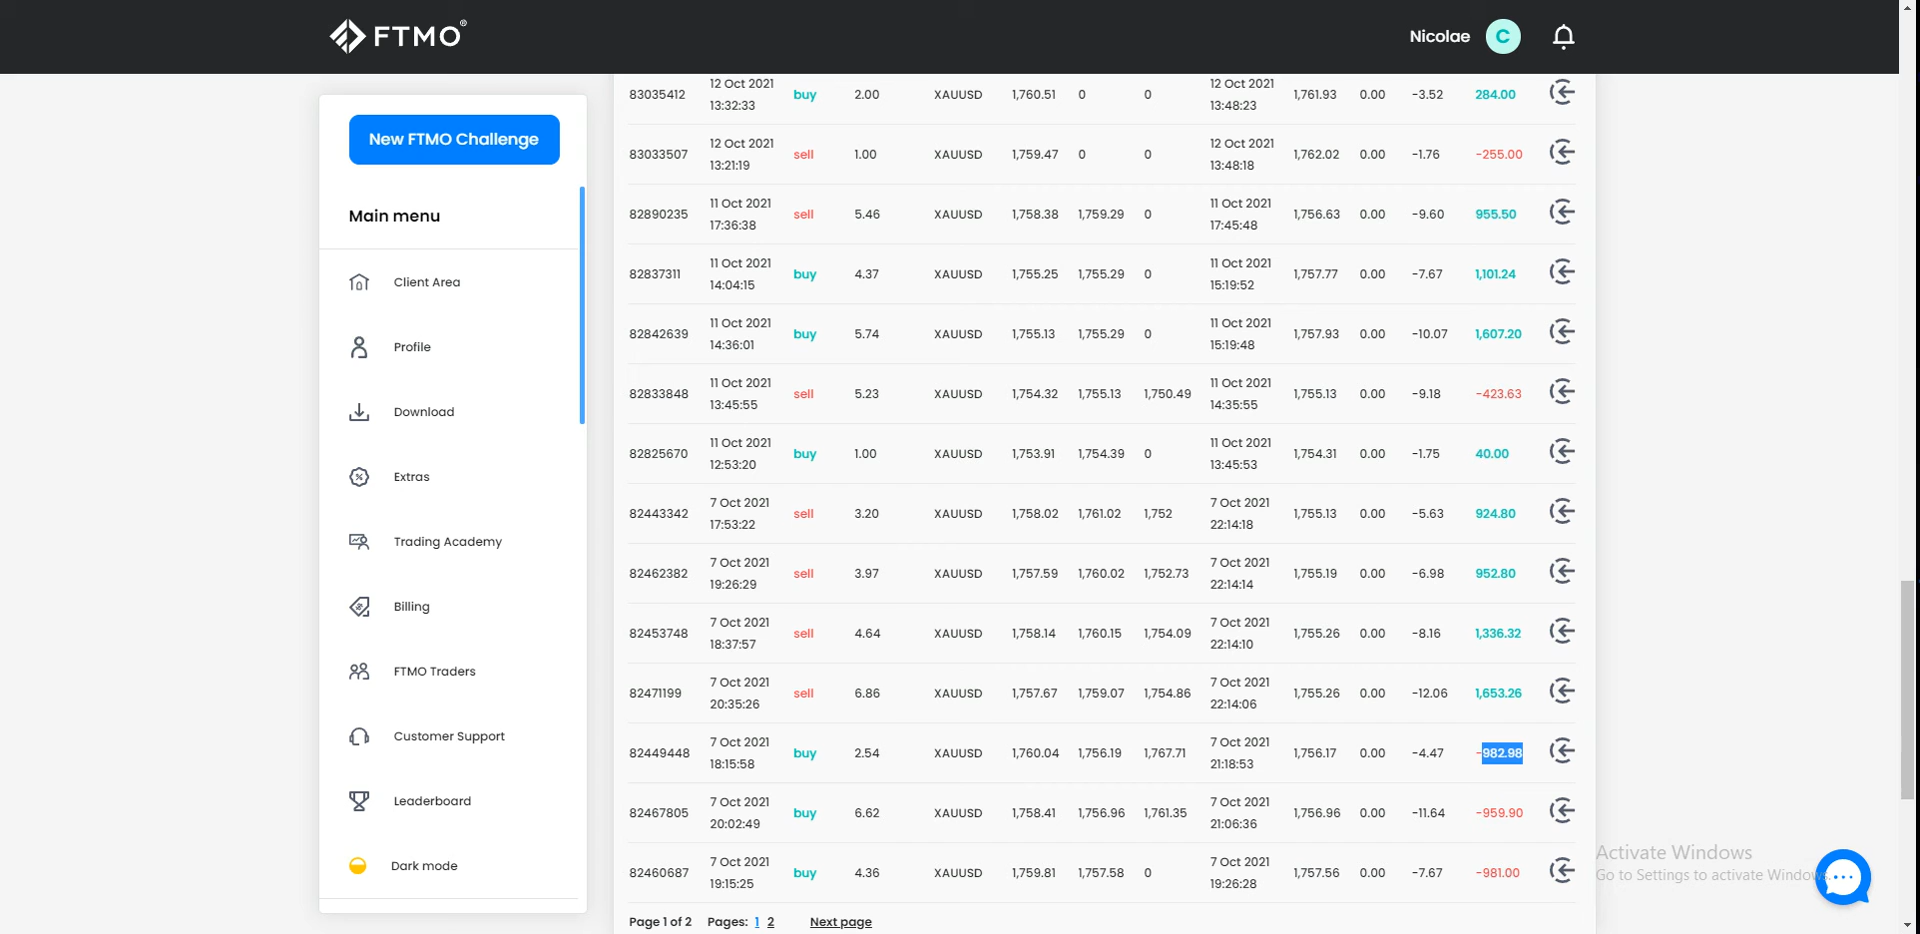 FTMO®
Nicolae C
New FTMO Challenge
Main menu
Client Area
Profile
Download
Extras
Trading Academy
Billing
FTMO Traders
Customer Support
Leaderboard
Dark mode
83035412 12 Oct 2021 13:32:33 buy 2.00 XAUUSD 1,760.51 0 0 12 Oct 2021 13:48:23 1,761.93 0.00 -3.52 284.00
83033507 12 Oct 2021 13:21:19 sell 1.00 XAUUSD 1,759.47 0 0 12 Oct 2021 13:48:18 1,762.02 0.00 -1.76 -255.00
82890235 11 Oct 2021 17:36:38 sell 5.46 XAUUSD 1,758.38 1,759.29 0 11 Oct 2021 17:45:48 1,756.63 0.00 -9.60 955.50
82837311 11 Oct 2021 14:04:15 buy 4.37 XAUUSD 1,755.25 1,755.29 0 11 Oct 2021 15:19:52 1,757.77 0.00 -7.67 1,101.24
82842639 11 Oct 2021 14:36:01 buy 5.74 XAUUSD 1,755.13 1,755.29 0 11 Oct 2021 15:19:48 1,757.93 0.00 -10.07 1,607.20
82833848 11 Oct 2021 13:45:55 sell 5.23 XAUUSD 1,754.32 1,755.13 1,750.49 11 Oct 2021 14:35:55 1,755.13 0.00 -9.18 -423.63
82825670 11 Oct 2021 12:53:20 buy 1.00 XAUUSD 1,753.91 1,754.39 0 11 Oct 2021 13:45:53 1,754.31 0.00 -1.75 40.00
82443342 7 Oct 2021 17:53:22 sell 3.20 XAUUSD 1,758.02 1,761.02 1,752 7 Oct 2021 22:14:18 1,755.13 0.00 -5.63 924.80
82462382 7 Oct 2021 19:26:29 sell 3.97 XAUUSD 1,757.59 1,760.02 1,752.73 7 Oct 2021 22:14:14 1,755.19 0.00 -6.98 952.80
82453748 7 Oct 2021 18:37:57 sell 4.64 XAUUSD 1,758.14 1,760.15 1,754.09 7 Oct 2021 22:14:10 1,755.26 0.00 -8.16 1,336.32
82471199 7 Oct 2021 20:35:26 sell 6.86 XAUUSD 1,757.67 1,759.07 1,754.86 7 Oct 2021 22:14:06 1,755.26 0.00 -12.06 1,653.26
82449448 7 Oct 2021 18:15:58 buy 2.54 XAUUSD 1,760.04 1,756.19 1,767.71 7 Oct 2021 21:18:53 1,756.17 0.00 -4.47 -982.98
82467805 7 Oct 2021 20:02:49 buy 6.62 XAUUSD 1,758.41 1,756.96 1,761.35 7 Oct 2021 21:06:36 1,756.96 0.00 -11.64 -959.90
82460687 7 Oct 2021 19:15:25 buy 4.36 XAUUSD 1,759.81 1,757.58 0 7 Oct 2021 19:26:28 1,757.56 0.00 -7.67 -981.00
Page 1 of 2 Pages: 1 2 Next page
Activate Windows
Go to Settings to activate Windows.